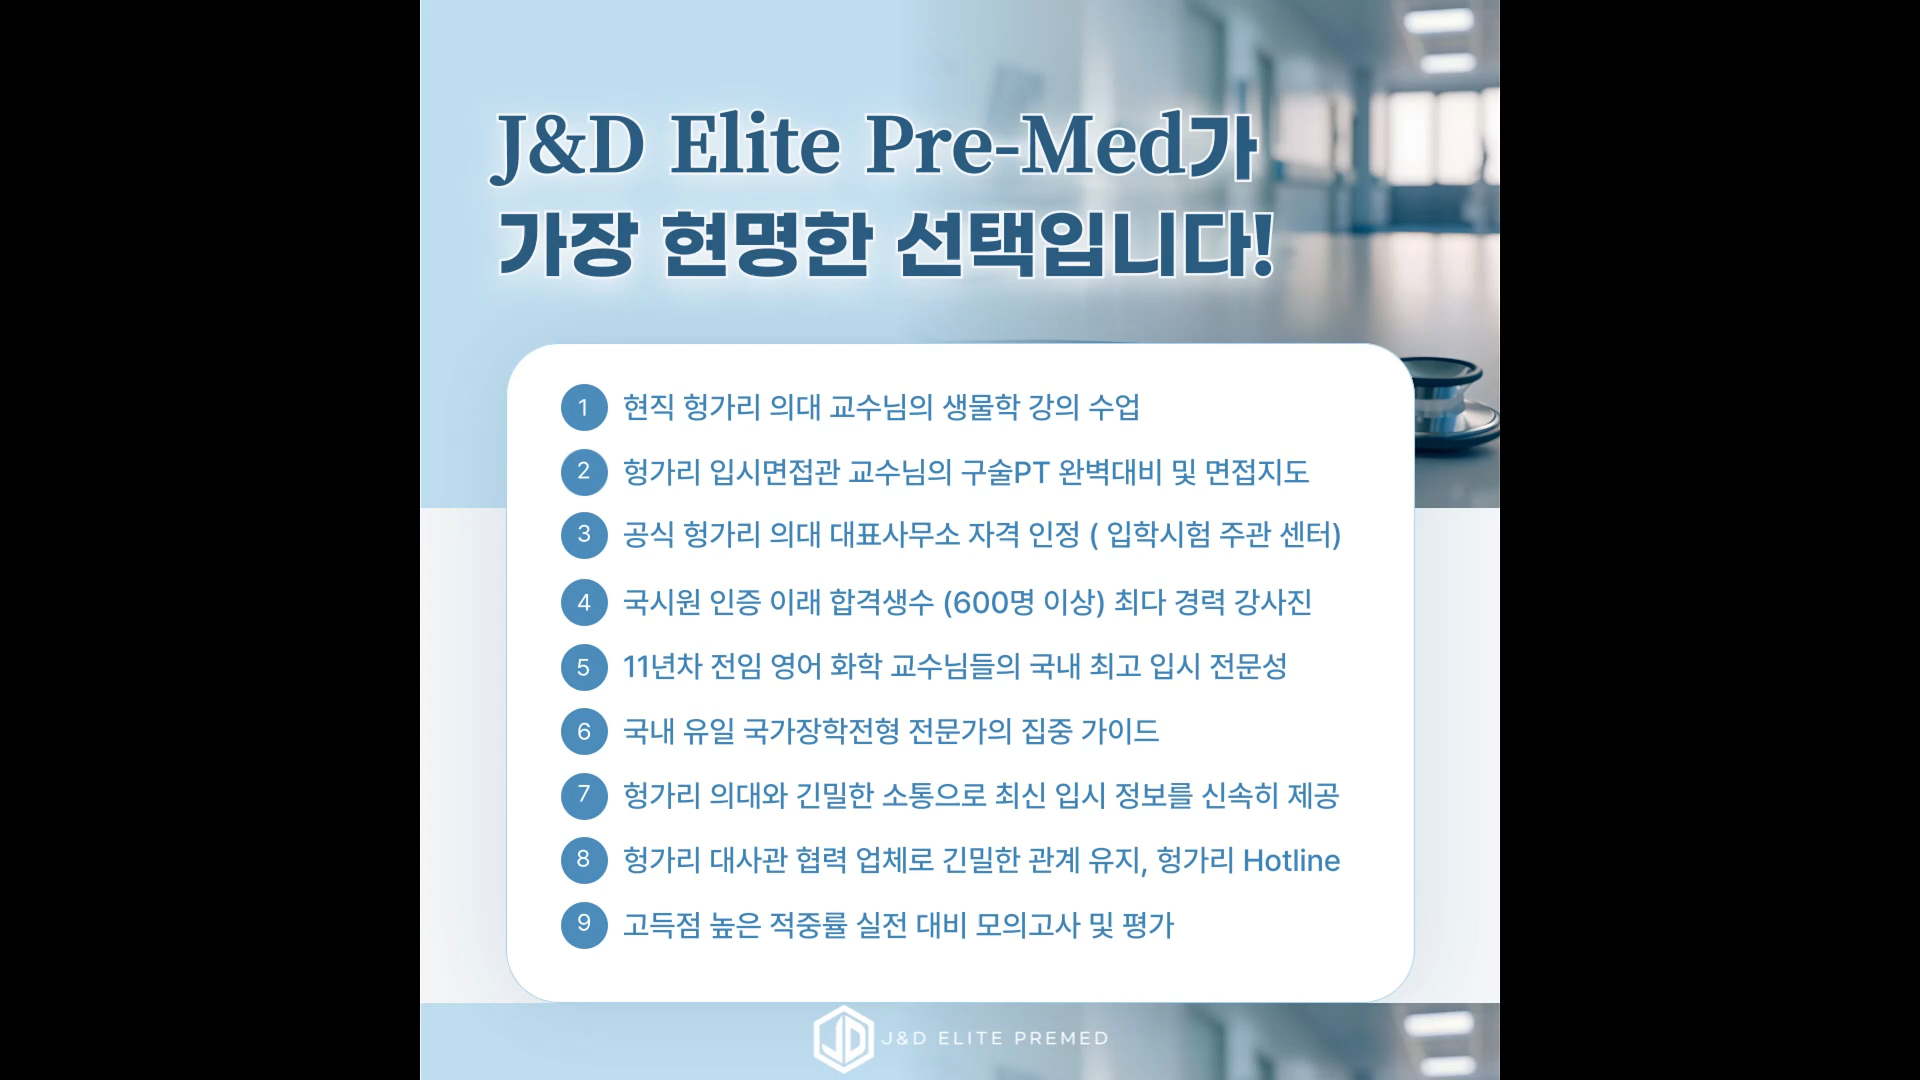 J&D Elite Pre-Med가
가장 현명한 선택입니다!
1 현직 헝가리 의대 교수님의 생물학 강의 수업
2 헝가리 입시면접관 교수님의 구술PT 완벽대비 및 면접지도
3 공식 헝가리 의대 대표사무소 자격 인정 ( 입학시험 주관 센터)
4 국시원 인증 이래 합격생수 (600명 이상) 최다 경력 강사진
5 11년차 전임 영어 화학 교수님들의 국내 최고 입시 전문성
6 국내 유일 국가장학전형 전문가의 집중 가이드
7 헝가리 의대와 긴밀한 소통으로 최신 입시 정보를 신속히 제공
8 헝가리 대사관 협력 업체로 긴밀한 관계 유지, 헝가리 Hotline
9 고득점 높은 적중률 실전 대비 모의고사 및 평가
JD J&D ELITE PREMED